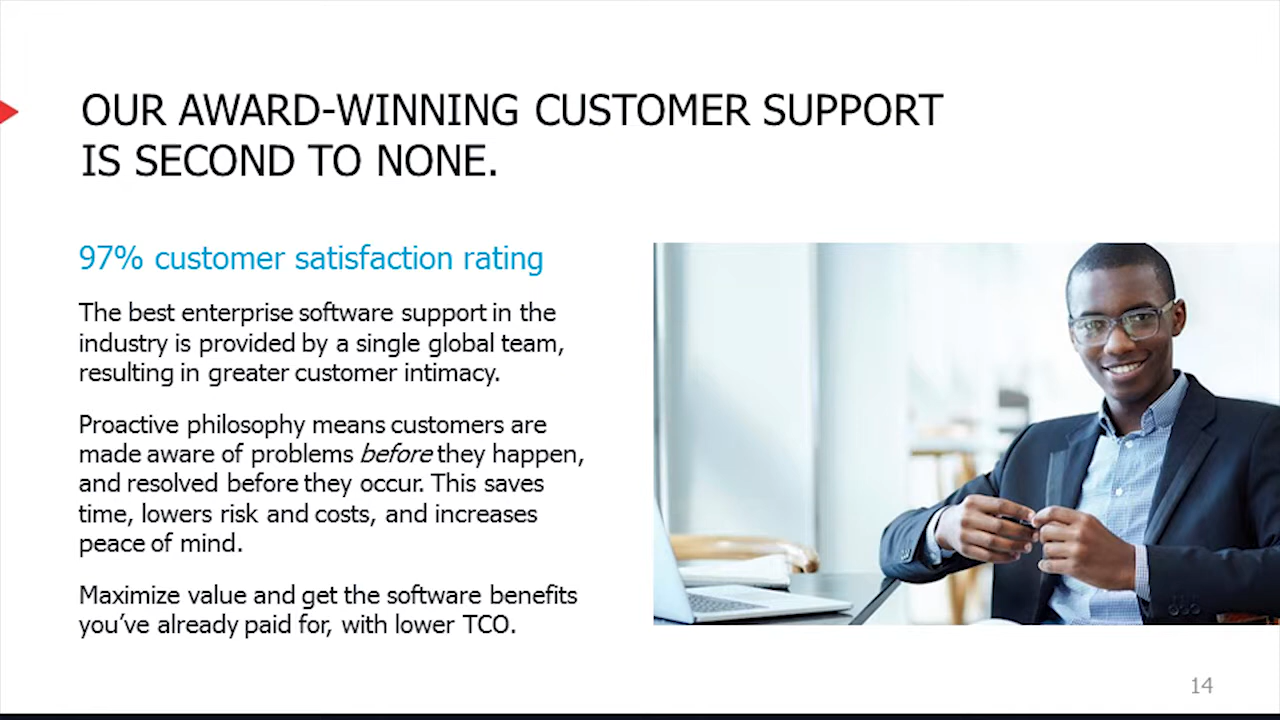 OUR AWARD-WINNING CUSTOMER SUPPORT
IS SECOND TO NONE.
97% customer satisfaction rating
The best enterprise software support in the
industry is provided by a single global team,
resulting in greater customer intimacy.
Proactive philosophy means customers are
made aware of problems before they happen,
and resolved before they occur. This saves
time, lowers risk and costs, and increases
peace of mind.
Maximize value and get the software benefits
you’ve already paid for, with lower TCO.
14